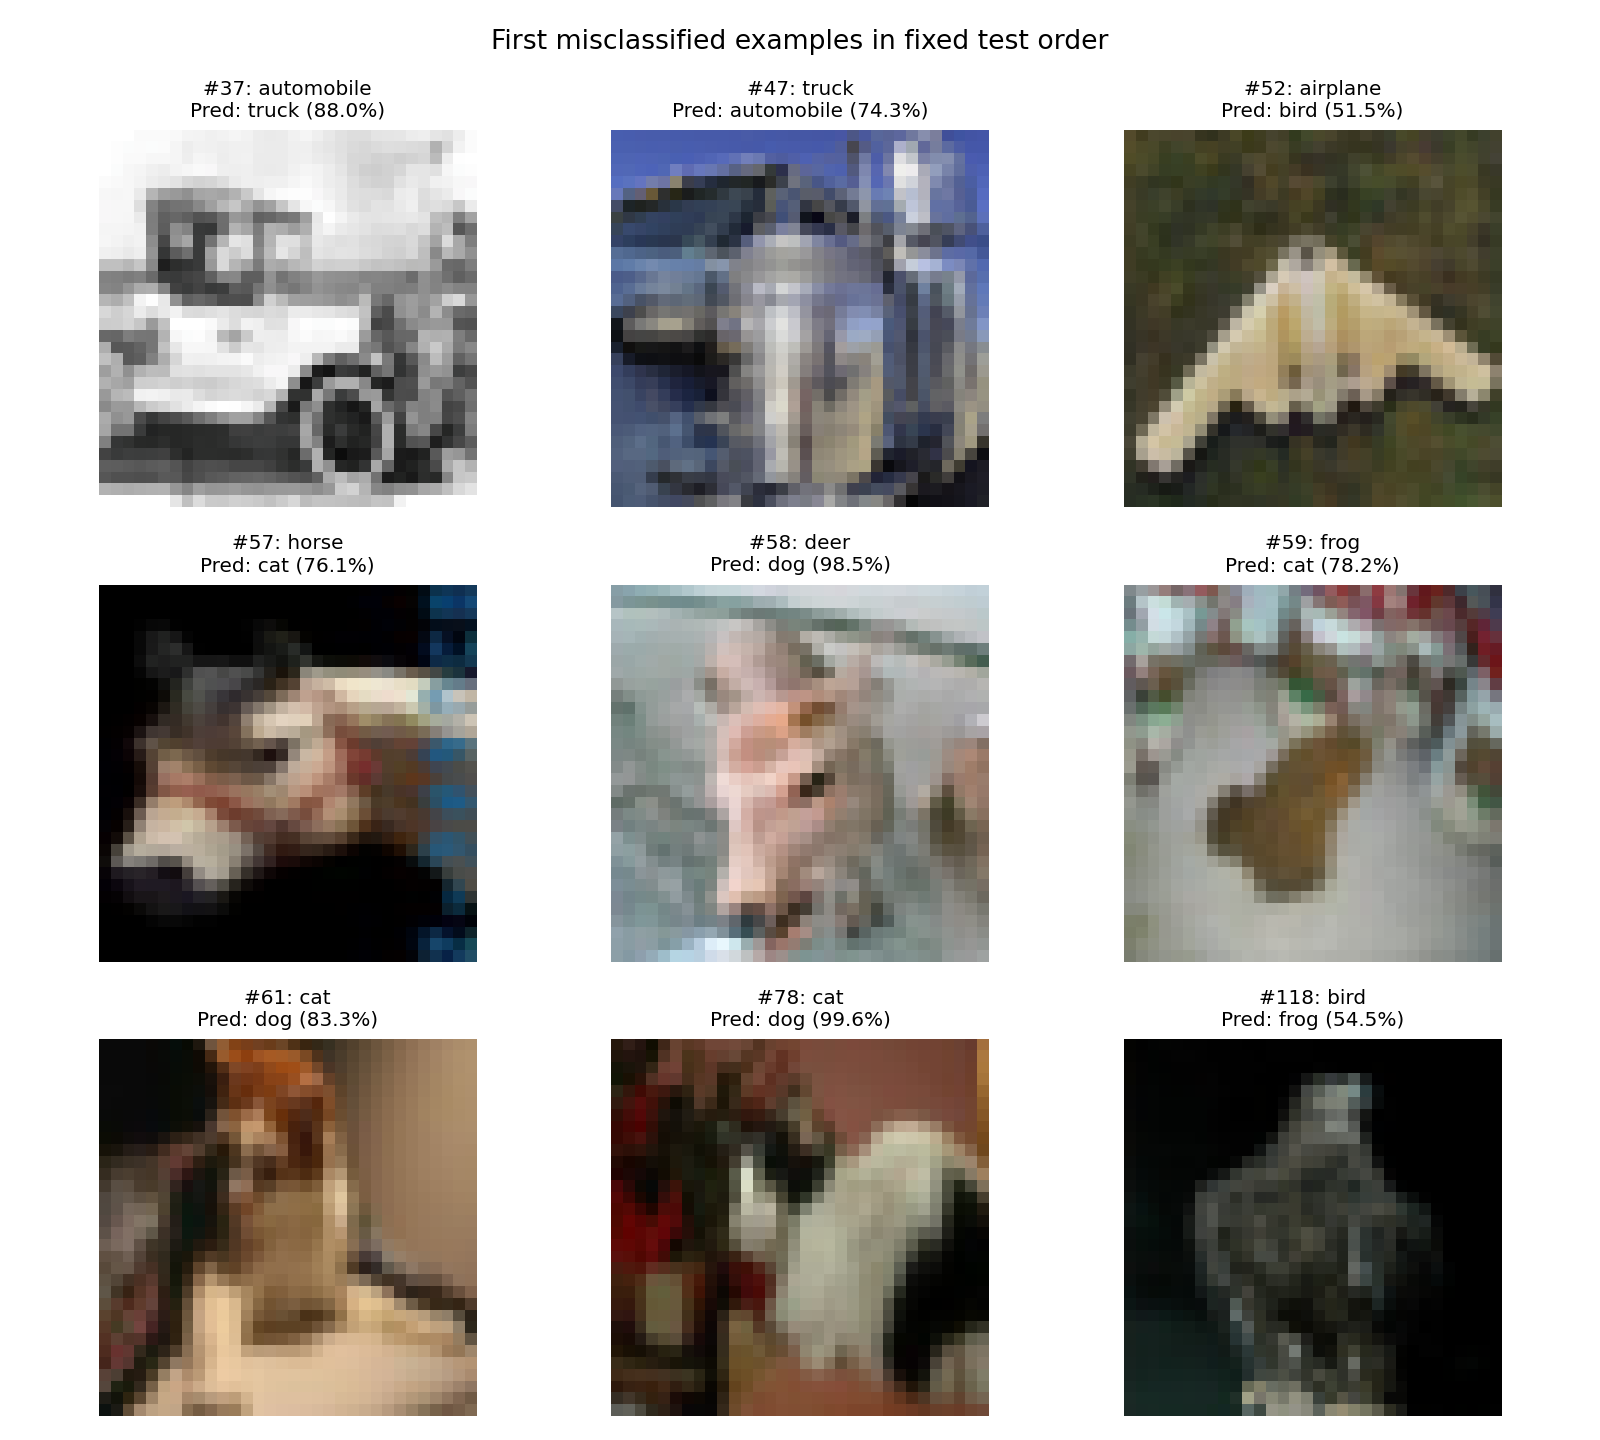 First misclassified examples in fixed test order
#37: automobile
Pred: truck (88.0%)
#47: truck
Pred: automobile (74.3%)
#52: airplane
Pred: bird (51.5%)
#57: horse
Pred: cat (76.1%)
#58: deer
Pred: dog (98.5%)
#59: frog
Pred: cat (78.2%)
#61: cat
Pred: dog (83.3%)
#78: cat
Pred: dog (99.6%)
#118: bird
Pred: frog (54.5%)